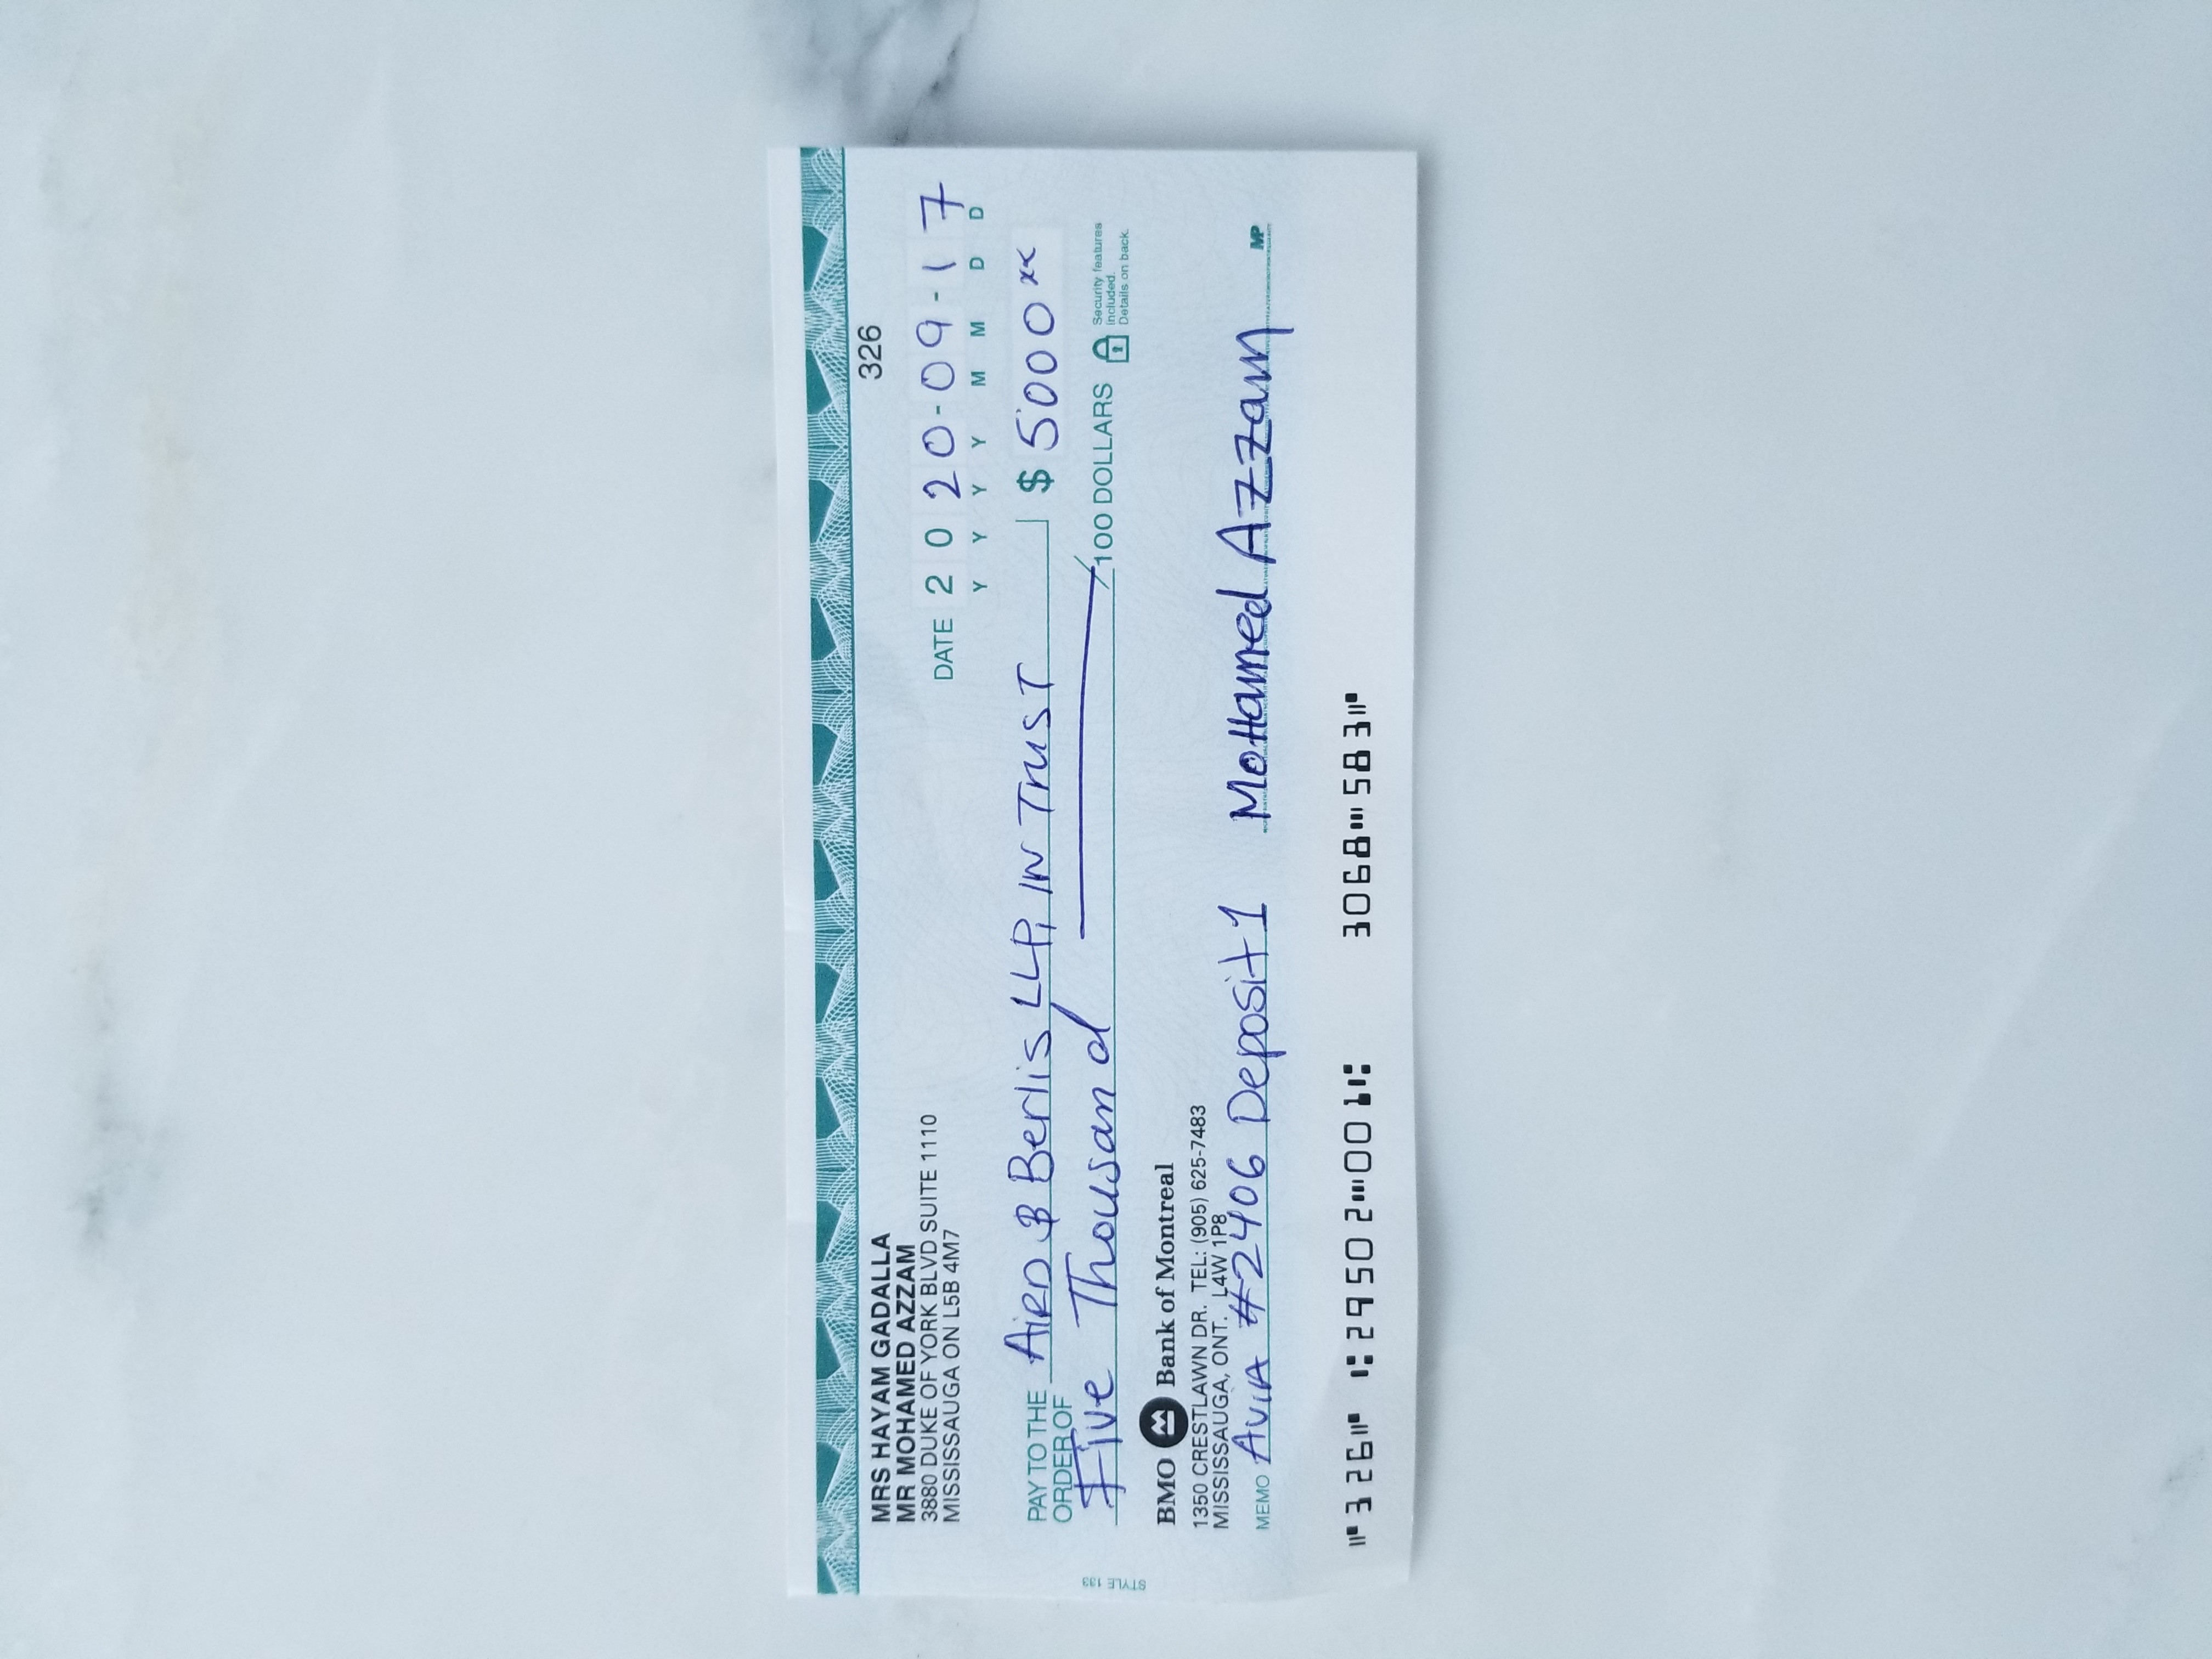 326
MRS HAYAM GADALLA
MR MOHAMED AZZAM
3880 DUKE OF YORK BLVD SUITE 1110
MISSISSAUGA ON L5B 4M7
DATE 2020-09-17
Y Y Y Y M M D D
PAY TO THE ORDER OF AIRD & Berlis LLP, IN TRUST $ 5000 xx
Five Thousand /100 DOLLARS
Security features included. Details on back.
BMO Bank of Montreal
1350 CRESTLAWN DR. TEL: (905) 625-7483
MISSISSAUGA, ONT. L4W 1P8
MEMO AVIA #2406 Deposit 1 MoHamed AZZam MP
STYLE 133
⑈326⑈ ⑆29502⑉001⑆ 3068⑉583⑈